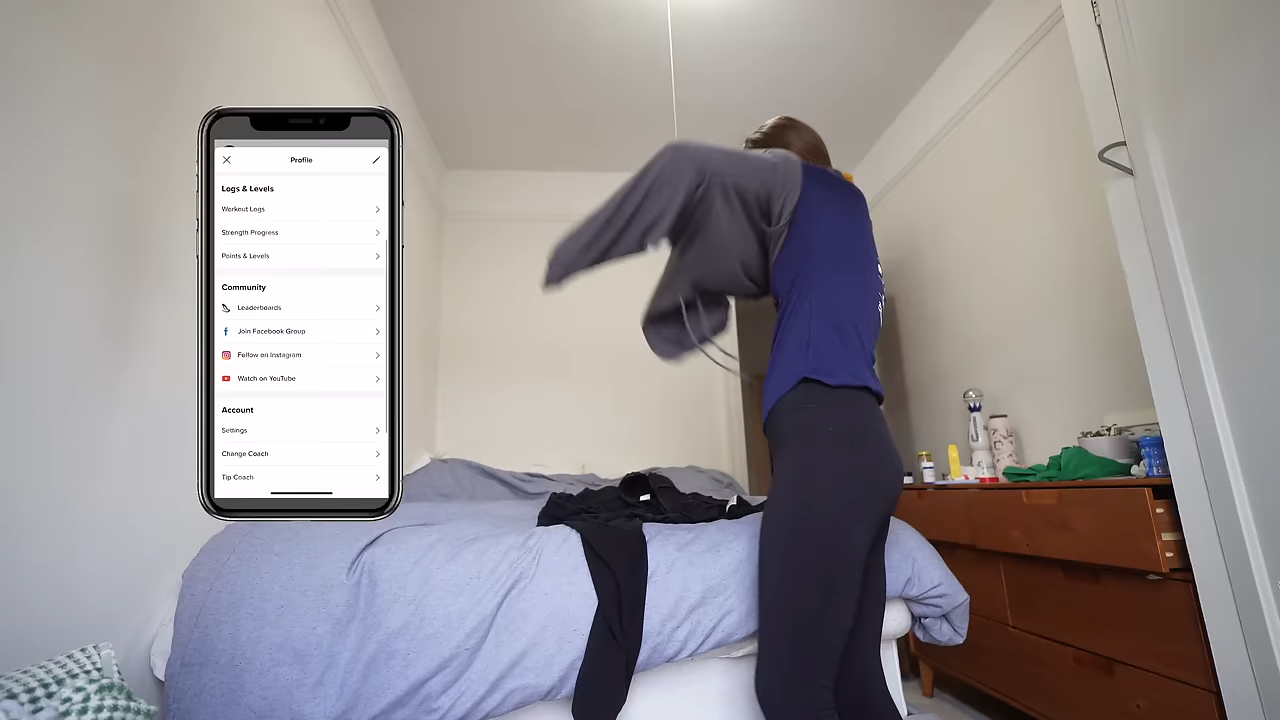 Profile
Logs & Levels
Workout Logs
Strength Progress
Points & Levels
Community
Leaderboards
Join Facebook Group
Follow on Instagram
Watch on YouTube
Account
Settings
Change Coach
Tip Coach